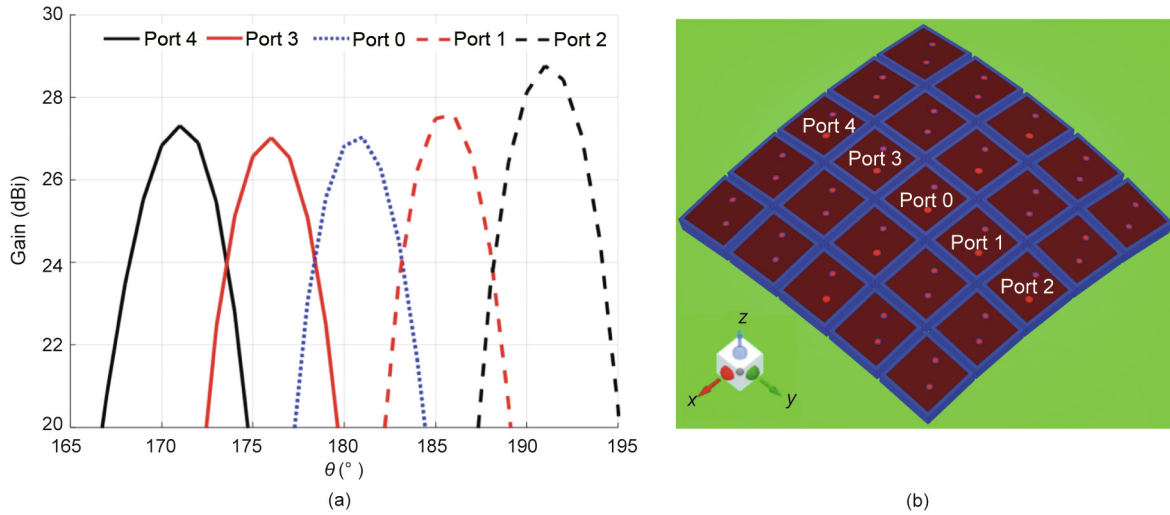 30
28
26
24
22
20
Gain (dBi)
Port 4 Port 3 Port 0 Port 1 Port 2
165 170 175 180 185 190 195
θ (°)
(a)
Port 4
Port 3
Port 0
Port 1
Port 2
z
x
y
(b)